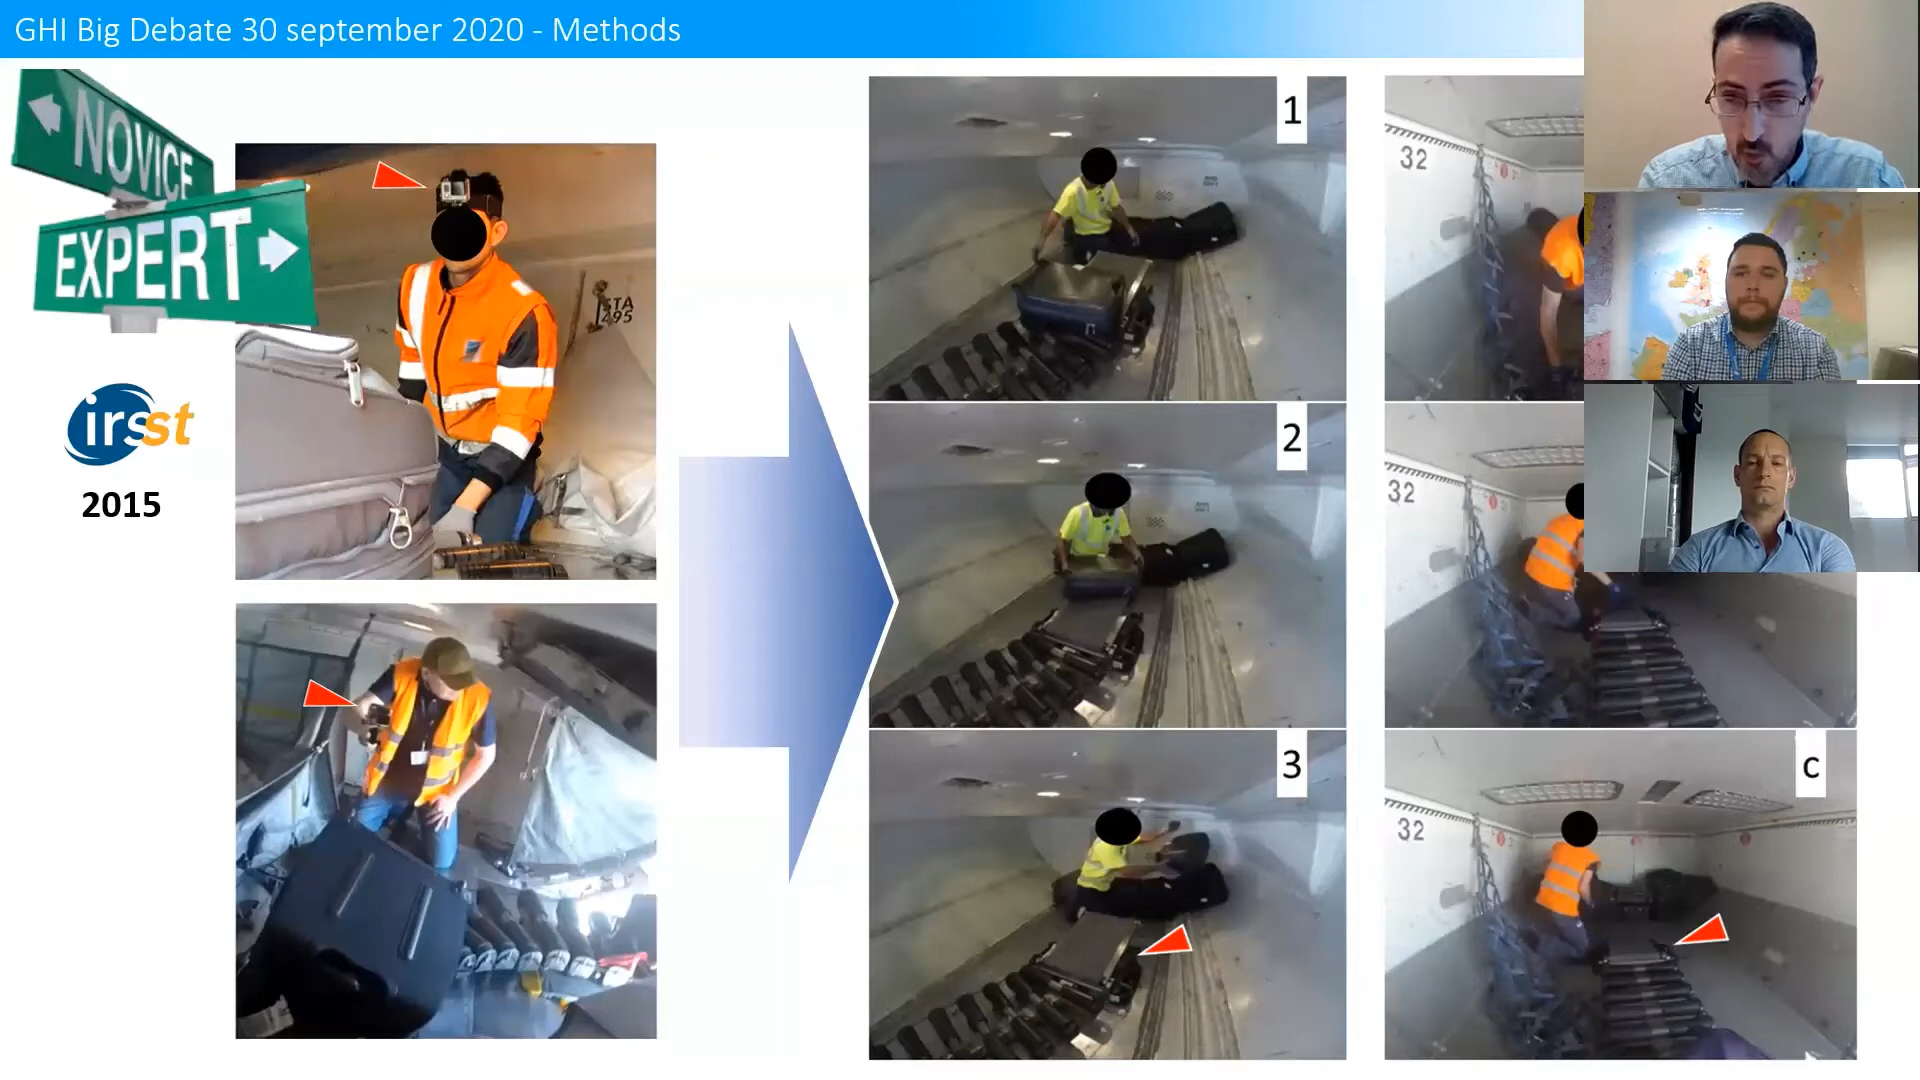 GHI Big Debate 30 september 2020 - Methods
NOVICE
EXPERT
irsst
2015
STA
495
1
2
3
32
32
32
c